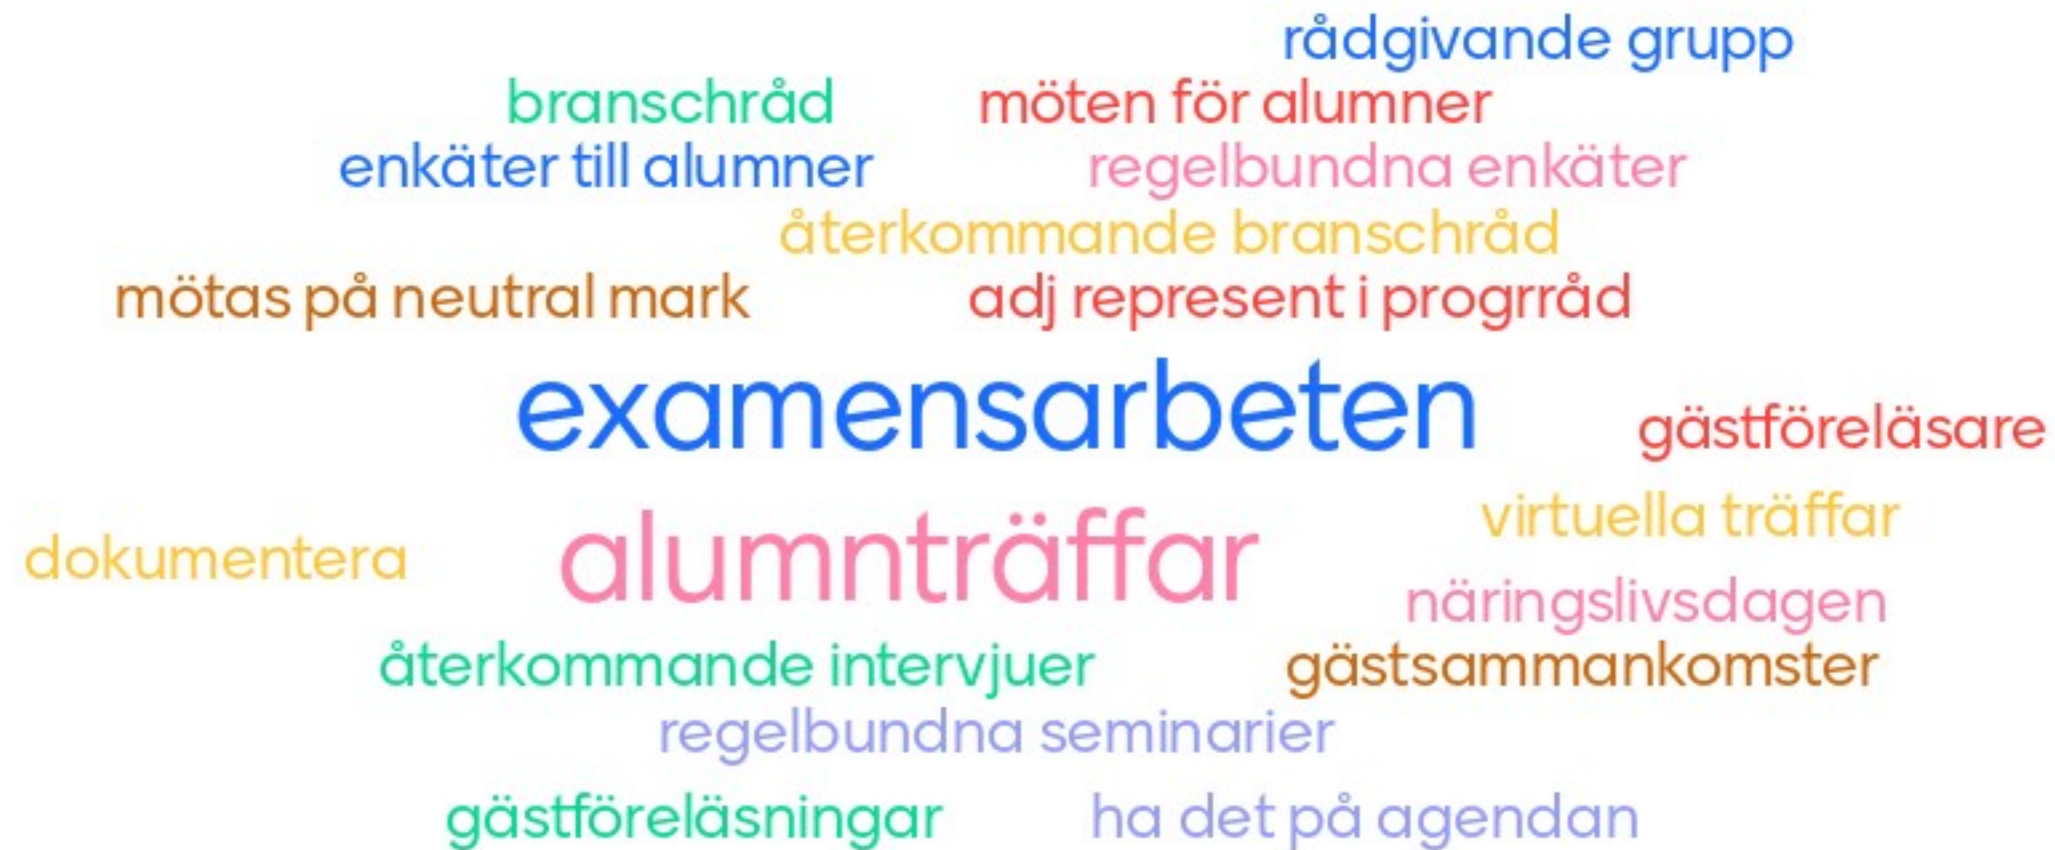 rådgivande grupp
branschråd
möten för alumner
enkäter till alumner
regelbundna enkäter
återkommande branschråd
mötas på neutral mark
adj represent i progrråd
examensarbeten
gästföreläsare
virtuella träffar
alumnträffar
dokumentera
näringslivsdagen
återkommande intervjuer
gästsammankomster
regelbundna seminarier
gästföreläsningar
ha det på agendan